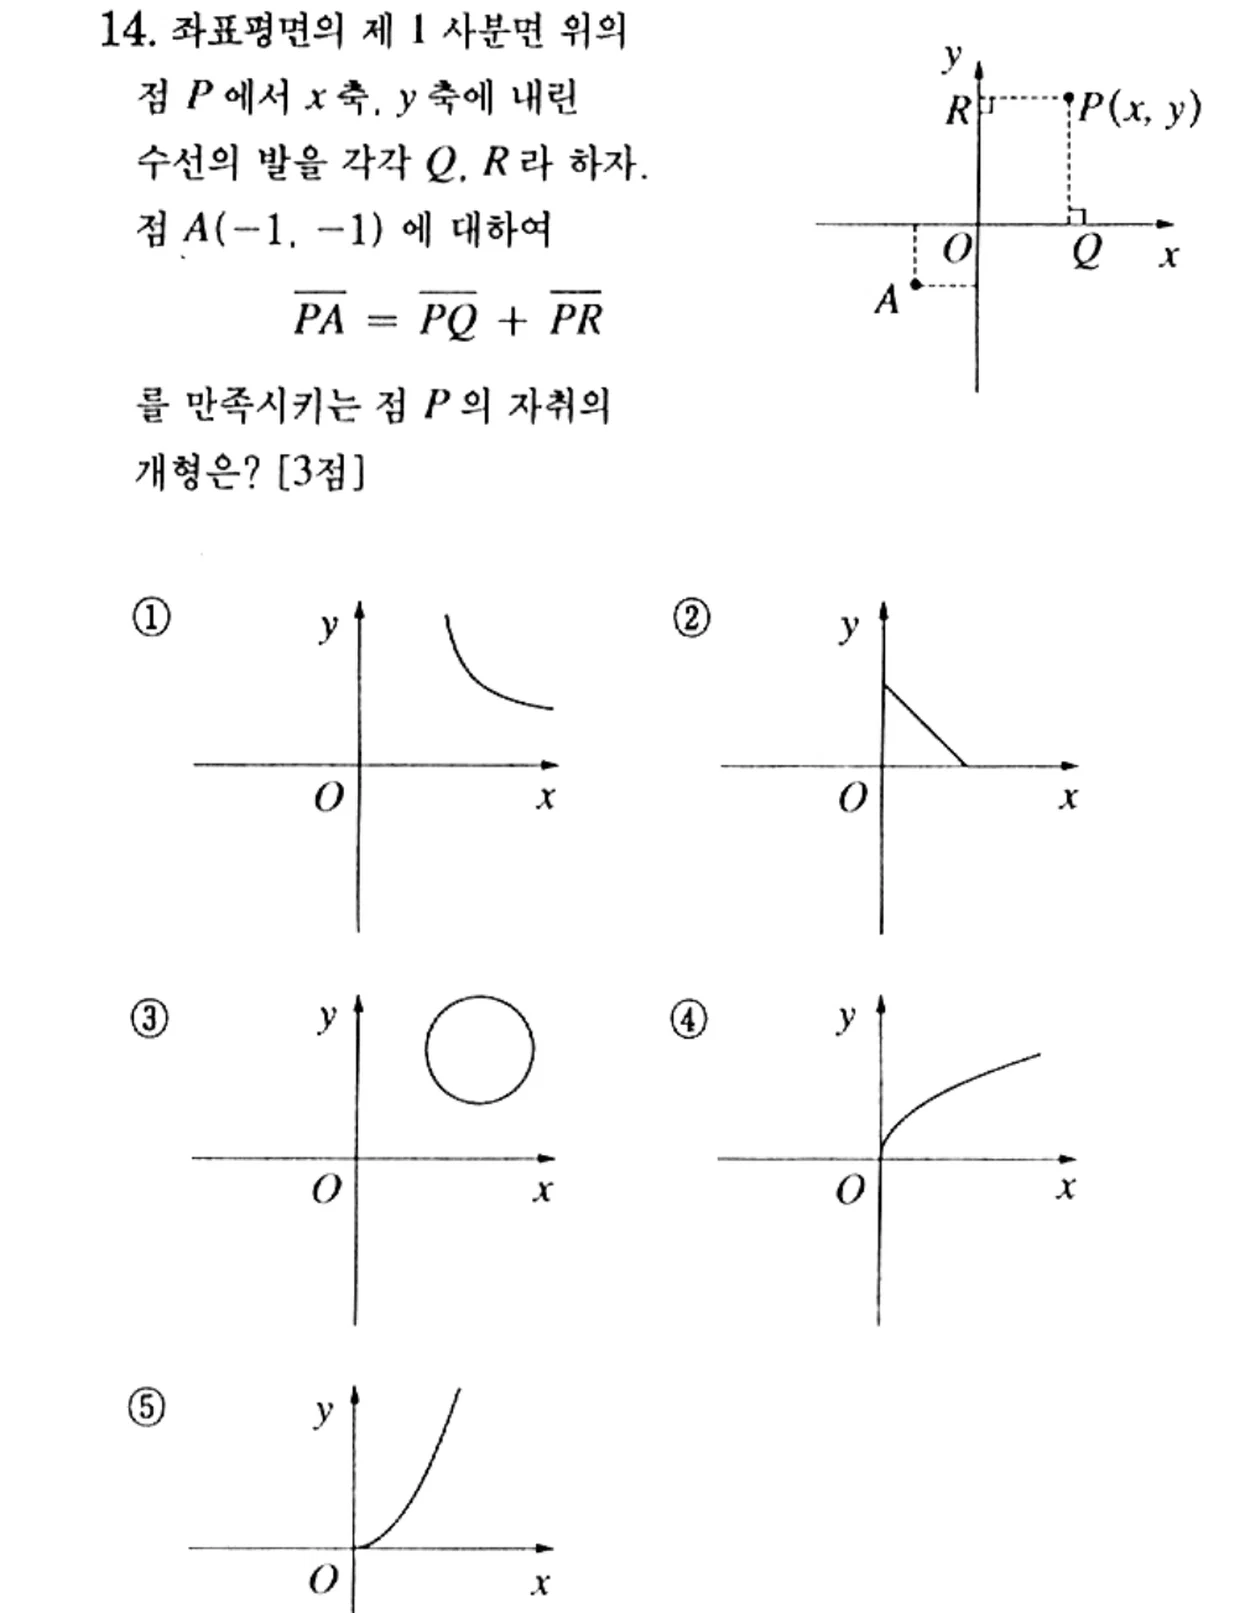 14. 좌표평면의 제 1 사분면 위의
점 P 에서 x 축, y 축에 내린
수선의 발을 각각 Q, R 라 하자.
점 A(−1, −1) 에 대하여
PA = PQ + PR
를 만족시키는 점 P 의 자취의
개형은? [3점]
y
R
P(x, y)
O
Q
x
A
①
y
O
x
②
y
O
x
③
y
O
x
④
y
O
x
⑤
y
O
x